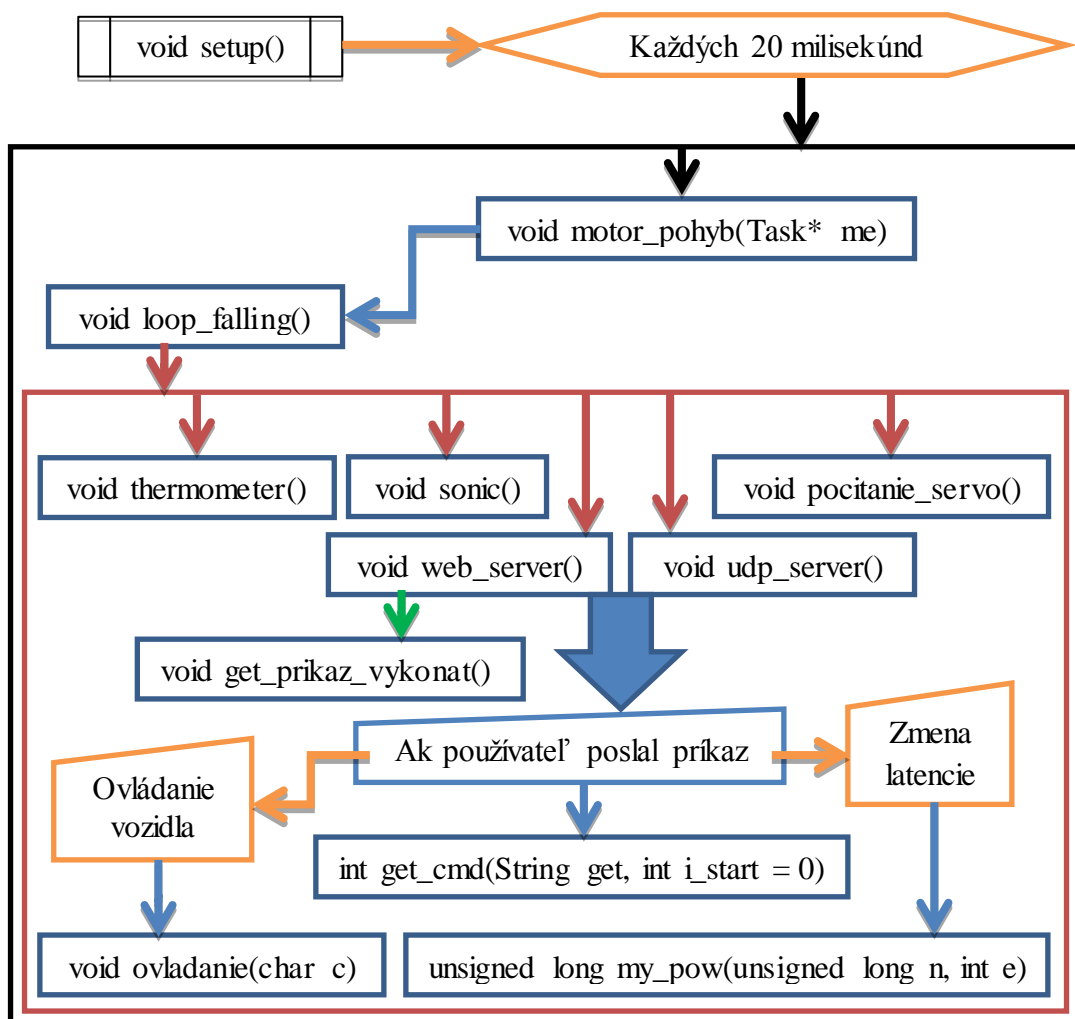 void setup()
Každých 20 milisekúnd
void motor_pohyb(Task* me)
void loop_falling()
void thermometer()
void sonic()
void pocitanie_servo()
void web_server()
void udp_server()
void get_prikaz_vykonat()
Ak používateľ poslal príkaz
Zmena
latencie
Ovládanie
vozidla
int get_cmd(String get, int i_start = 0)
void ovladanie(char c)
unsigned long my_pow(unsigned long n, int e)